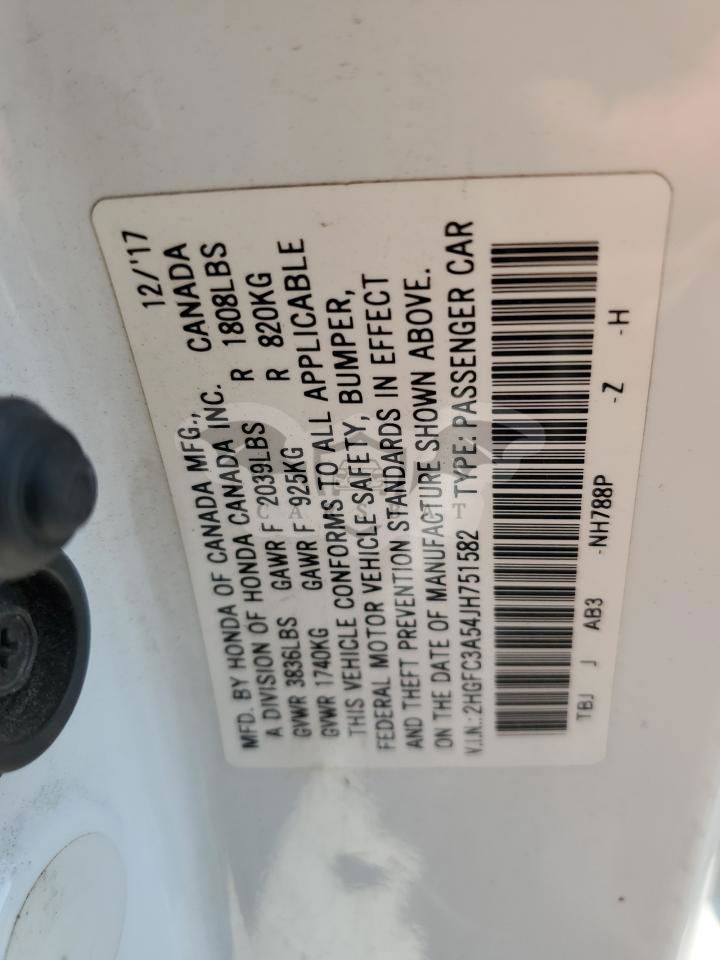 12/'17
MFD. BY HONDA OF CANADA MFG., CANADA
A DIVISION OF HONDA CANADA INC.
GVWR 3836LBS GAWR F 2039LBS R 1808LBS
GVWR 1740KG GAWR F 925KG R 820KG
THIS VEHICLE CONFORMS TO ALL APPLICABLE
FEDERAL MOTOR VEHICLE SAFETY, BUMPER,
AND THEFT PREVENTION STANDARDS IN EFFECT
ON THE DATE OF MANUFACTURE SHOWN ABOVE.
V.I.N.: 2HGFC3A54JH751582 TYPE: PASSENGER CAR
TBJ J AB3 -NH788P -Z -H